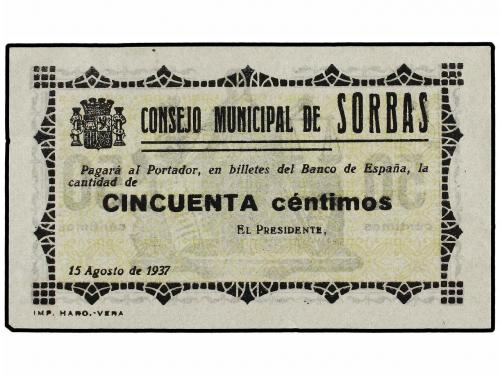 CONSEJO MUNICIPAL DE SORBAS
Pagará al Portador, en billetes del Banco de España, la
cantidad de
CINCUENTA céntimos
EL PRESIDENTE,
15 Agosto de 1937
IMP. HARO.-VERA